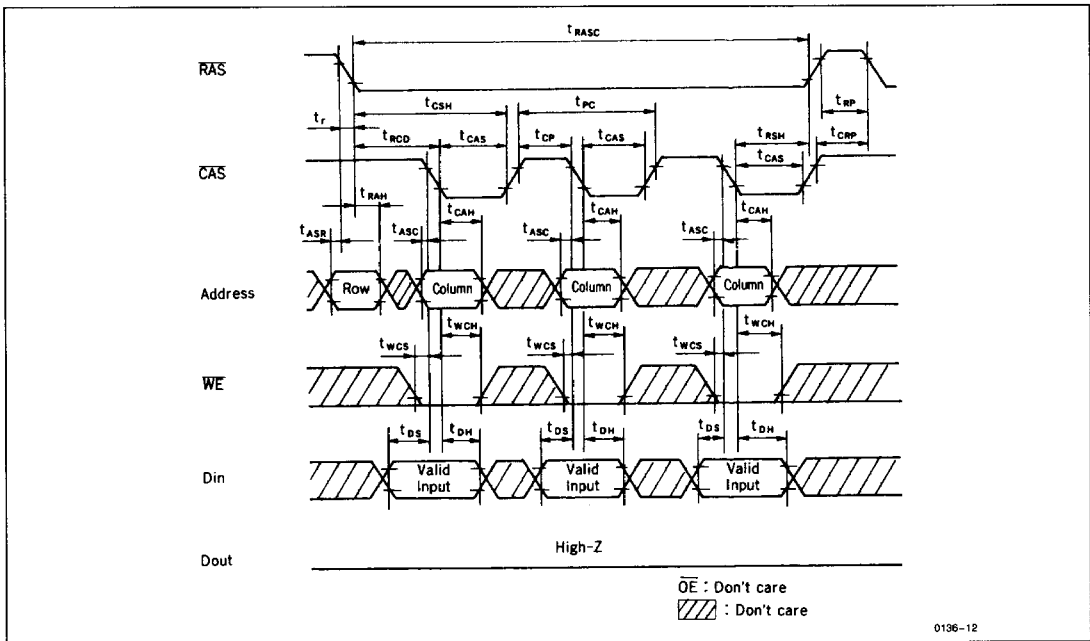 tRASC
RAS
tCSH
tPC
tRP
tr
tRCD
tCAS
tCP
tCAS
tRSH
tCRP
tCAS
CAS
tRAH
tCAH
tCAH
tCAH
tASR
tASC
tASC
tASC
Address
Row
Column
Column
Column
tWCH
tWCH
tWCH
tWCS
tWCS
tWCS
WE
tDS
tDH
tDS
tDH
tDS
tDH
Din
Valid
Input
Valid
Input
Valid
Input
High-Z
Dout
OE : Don't care
: Don't care
0136-12